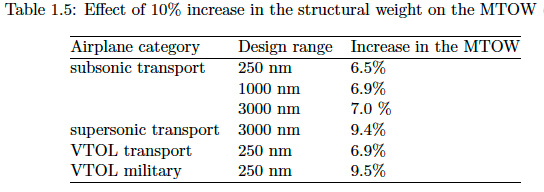 Table 1.5: Effect of 10% increase in the structural weight on the MTOW
Airplane category Design range Increase in the MTOW
subsonic transport 250 nm 6.5%
1000 nm 6.9%
3000 nm 7.0 %
supersonic transport 3000 nm 9.4%
VTOL transport 250 nm 6.9%
VTOL military 250 nm 9.5%